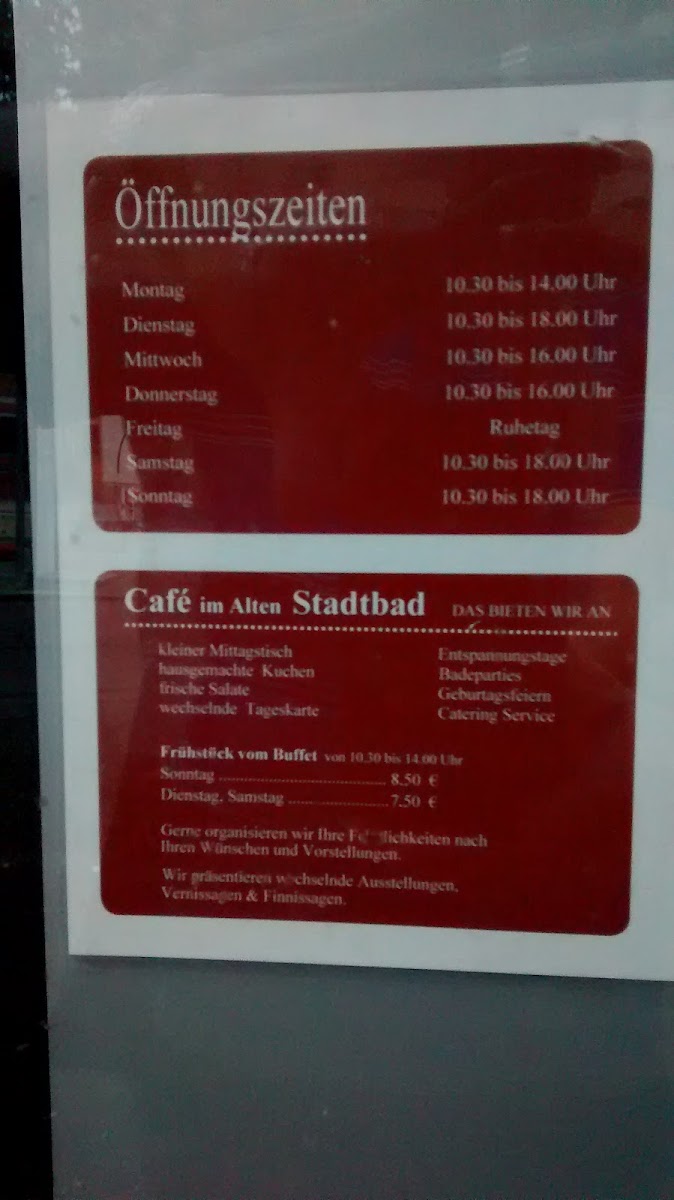 Öffnungszeiten
Montag 10.30 bis 14.00 Uhr
Dienstag 10.30 bis 18.00 Uhr
Mittwoch 10.30 bis 16.00 Uhr
Donnerstag 10.30 bis 16.00 Uhr
Freitag Ruhetag
Samstag 10.30 bis 18.00 Uhr
Sonntag 10.30 bis 18.00 Uhr
Café im Alten Stadtbad DAS BIETEN WIR AN
kleiner Mittagstisch Entspannungstage
hausgemachte Kuchen Badeparties
frische Salate Geburtagsfeiern
wechselnde Tageskarte Catering Service
Frühstück vom Buffet von 10.30 bis 14.00 Uhr
Sonntag ........................................ 8.50 €
Dienstag, Samstag ........................ 7.50 €
Gerne organisieren wir Ihre nach
Ihren Wünschen und Vorstellungen.
Wir präsentieren wechselnde Ausstellungen,
Vernissagen & Finnissagen.